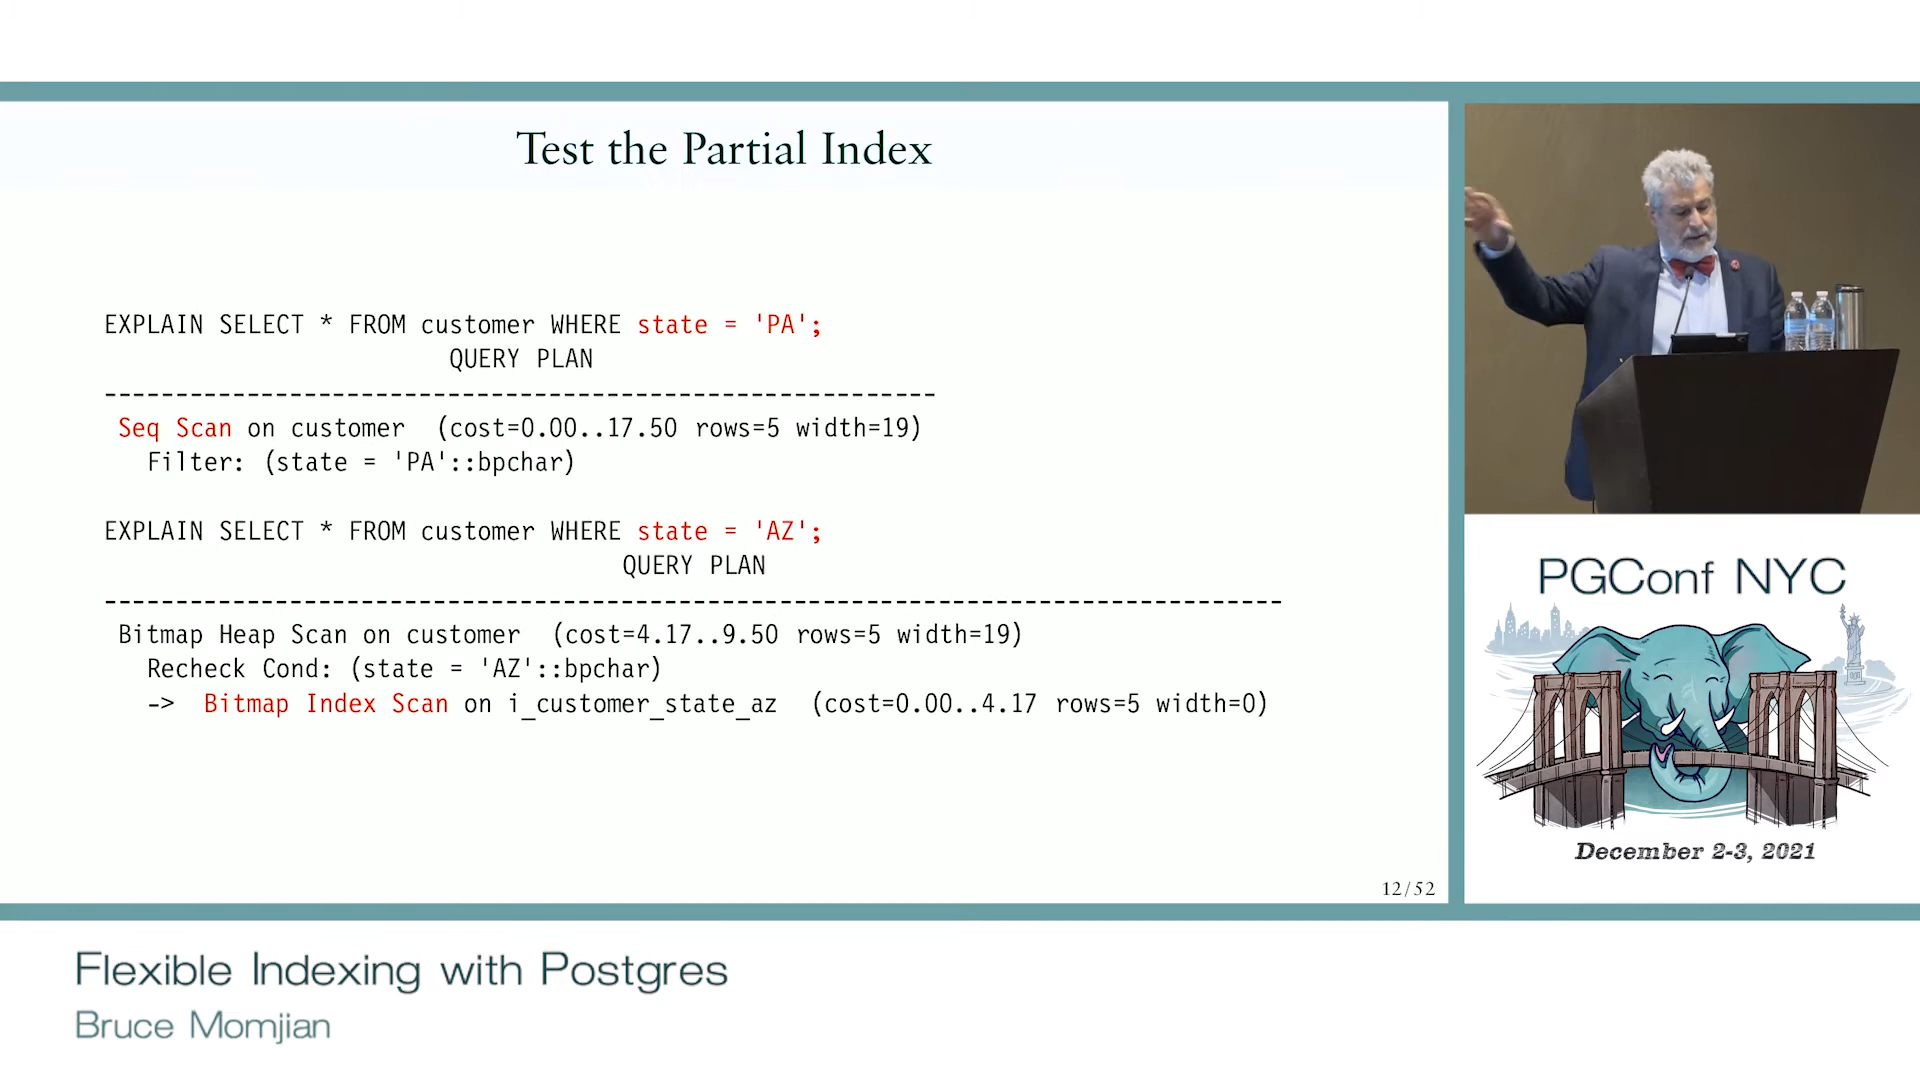 Test the Partial Index
EXPLAIN SELECT * FROM customer WHERE state = 'PA';
QUERY PLAN
----------------------------------------------------------
Seq Scan on customer  (cost=0.00..17.50 rows=5 width=19)
Filter: (state = 'PA'::bpchar)
EXPLAIN SELECT * FROM customer WHERE state = 'AZ';
QUERY PLAN
----------------------------------------------------------------------------------
Bitmap Heap Scan on customer  (cost=4.17..9.50 rows=5 width=19)
Recheck Cond: (state = 'AZ'::bpchar)
->  Bitmap Index Scan on i_customer_state_az  (cost=0.00..4.17 rows=5 width=0)
12/52
PGConf NYC
December 2-3, 2021
Flexible Indexing with Postgres
Bruce Momjian